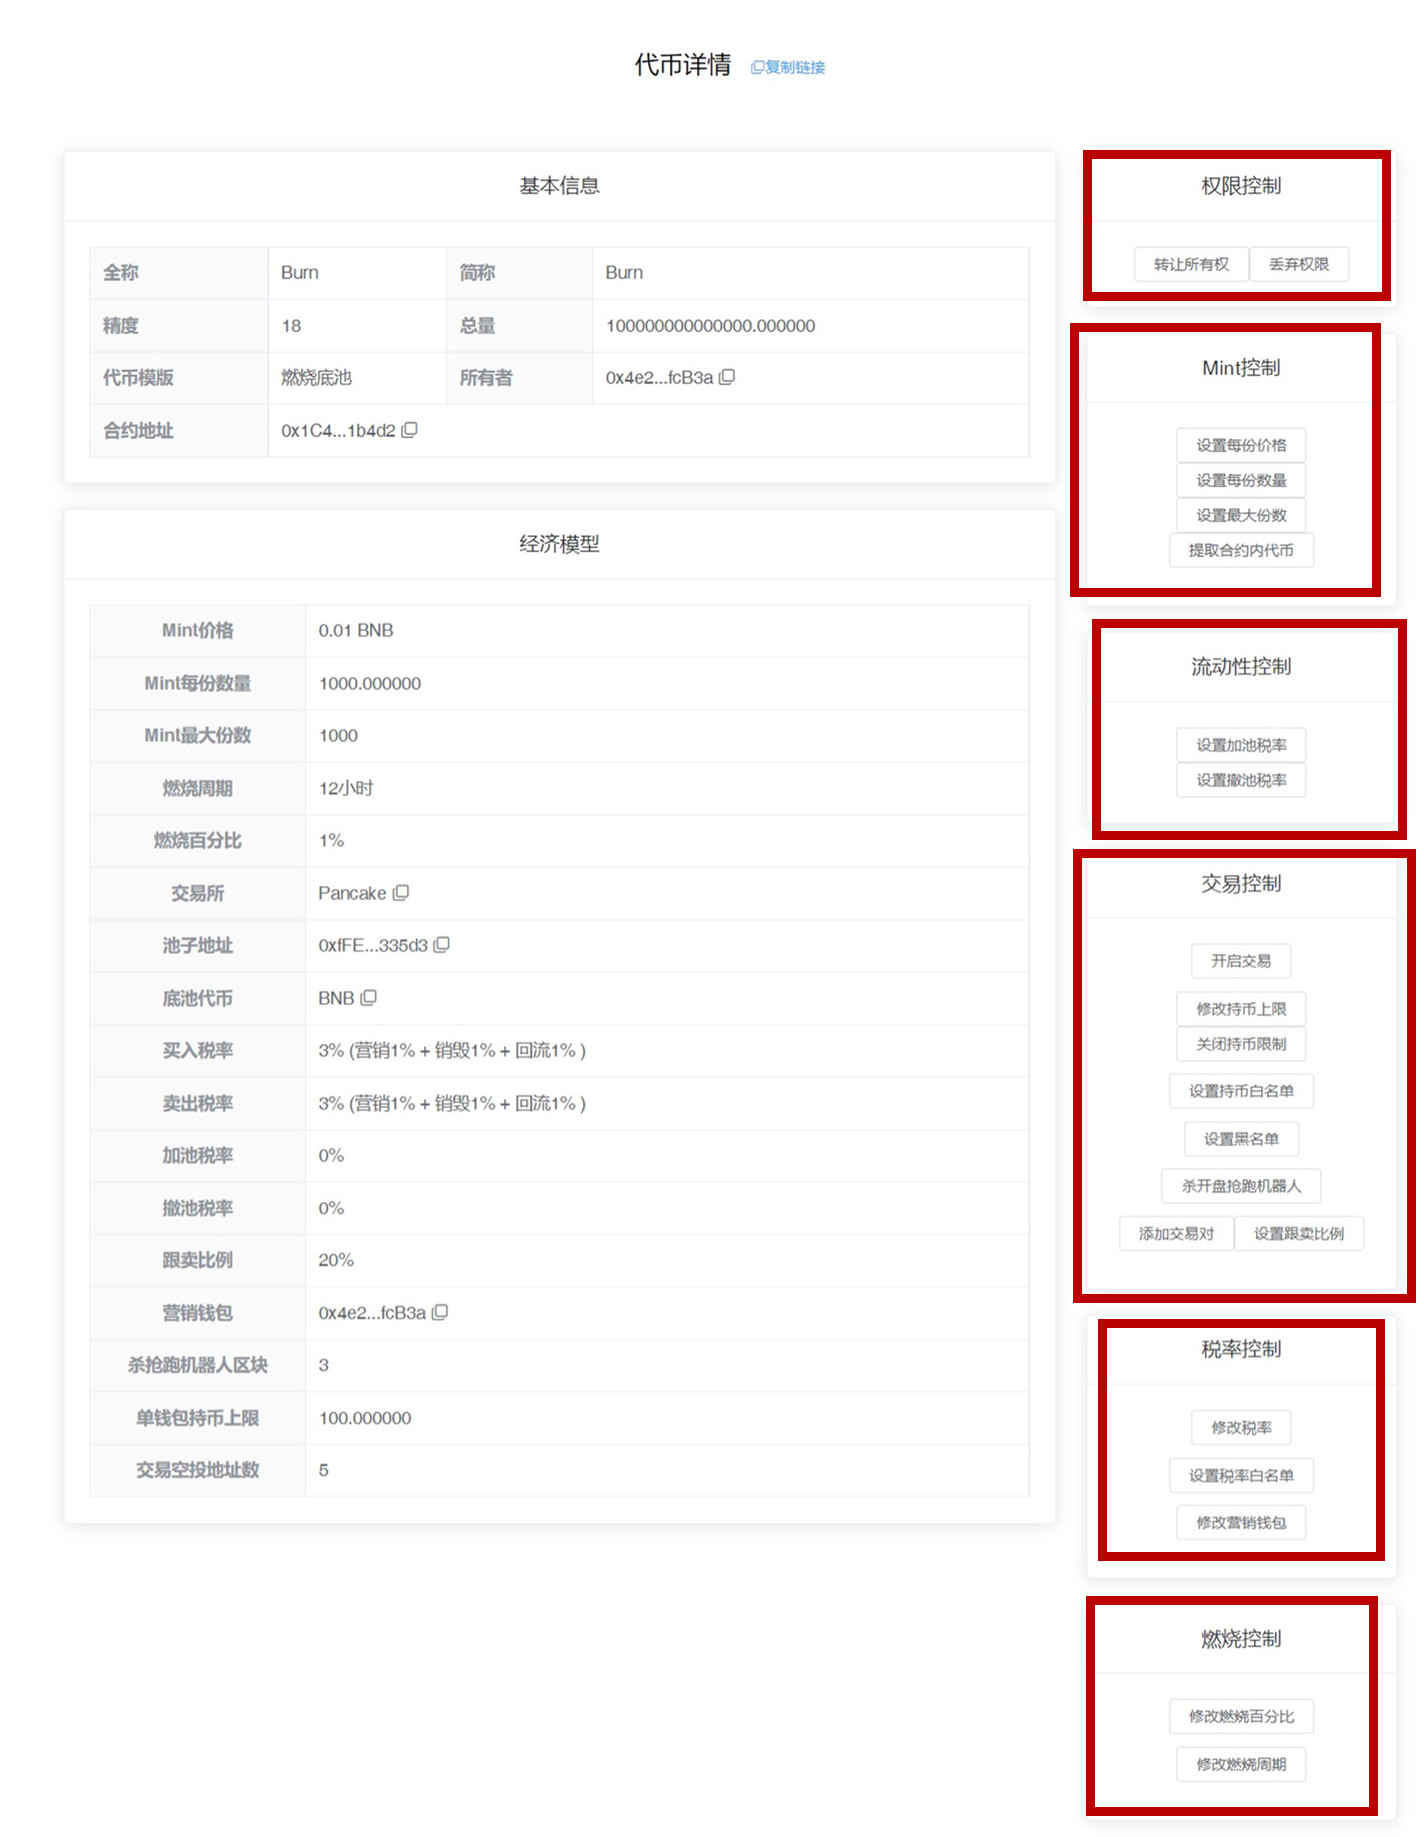 代币详情 复制链接
基本信息
全称 Burn 简称 Burn
精度 18 总量 100000000000000.000000
代币模版 燃烧底池 所有者 0x4e2...fcB3a
合约地址 0x1C4...1b4d2
经济模型
Mint价格 0.01 BNB
Mint每份数量 1000.000000
Mint最大份数 1000
燃烧周期 12小时
燃烧百分比 1%
交易所 Pancake
池子地址 0xfFE...335d3
底池代币 BNB
买入税率 3% (营销1% + 销毁1% + 回流1% )
卖出税率 3% (营销1% + 销毁1% + 回流1% )
加池税率 0%
撤池税率 0%
跟卖比例 20%
营销钱包 0x4e2...fcB3a
杀抢跑机器人区块 3
单钱包持币上限 100.000000
交易空投地址数 5
权限控制
转让所有权 丢弃权限
Mint控制
设置每份价格
设置每份数量
设置最大份数
提取合约内代币
流动性控制
设置加池税率
设置撤池税率
交易控制
开启交易
修改持币上限
关闭持币限制
设置持币白名单
设置黑名单
杀开盘抢跑机器人
添加交易对 设置跟卖比例
税率控制
修改税率
设置税率白名单
修改营销钱包
燃烧控制
修改燃烧百分比
修改燃烧周期